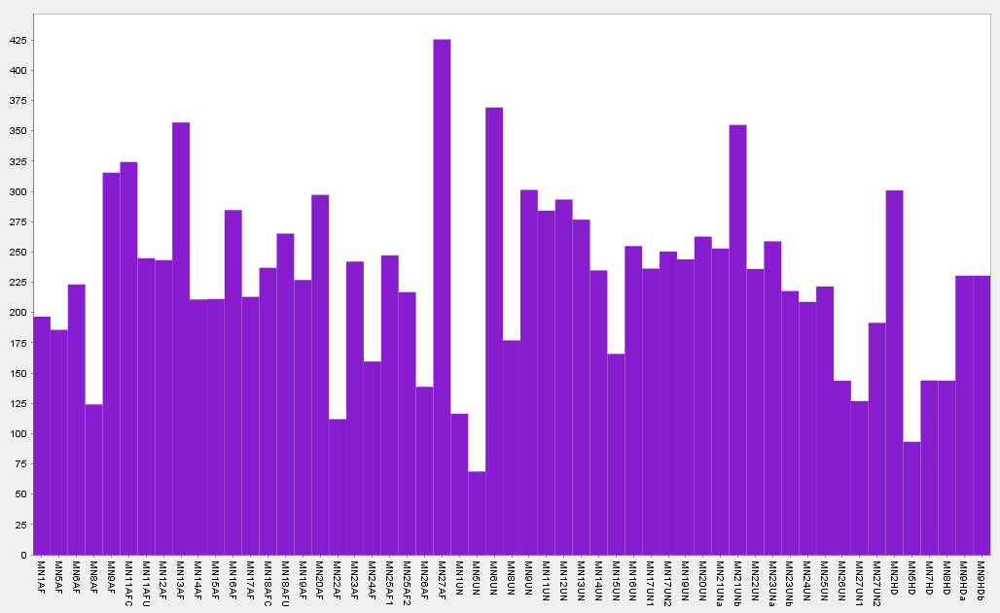 425
400
375
350
325
300
275
250
225
200
175
150
125
100
75
50
25
0
MN1AF
MN5AF
MN6AF
MN8AF
MN9AF
MN11AFC
MN11AFU
MN12AF
MN13AF
MN14AF
MN15AF
MN16AF
MN17AF
MN18AFC
MN18AFU
MN19AF
MN20AF
MN22AF
MN23AF
MN24AF
MN25AF1
MN25AF2
MN26AF
MN27AF
MN1UN
MN5UN
MN6UN
MN8UN
MN9UN
MN11UN
MN12UN
MN13UN
MN14UN
MN15UN
MN16UN
MN17UN1
MN17UN2
MN19UN
MN20UN
MN21UNa
MN21UNb
MN22UN
MN23UNa
MN23UNb
MN24UN
MN25UN
MN26UN
MN27UN1
MN27UN2
MN2HD
MN5HD
MN7HD
MN8HD
MN9HDa
MN9HDb